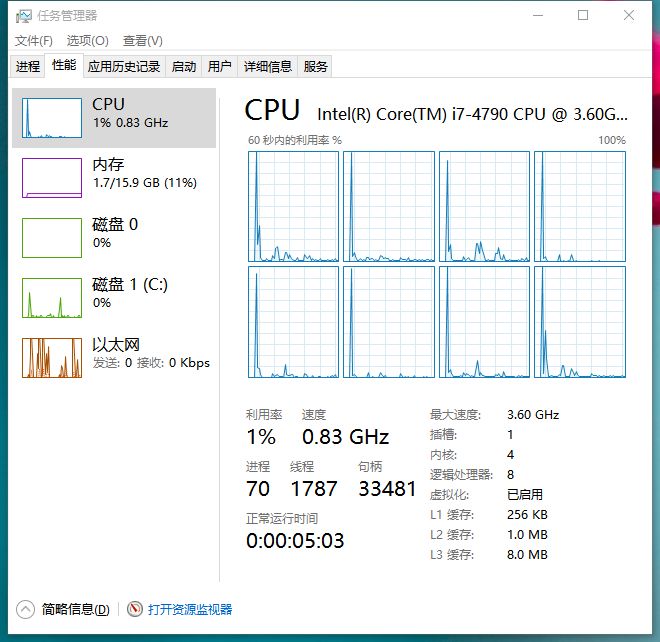 任务管理器
文件(F) 选项(O) 查看(V)
进程 性能 应用历史记录 启动 用户 详细信息 服务
CPU
1% 0.83 GHz
内存
1.7/15.9 GB (11%)
磁盘 0
0%
磁盘 1 (C:)
0%
以太网
发送: 0 接收: 0 Kbps
CPU Intel(R) Core(TM) i7-4790 CPU @ 3.60G...
60 秒内的利用率 % 100%
利用率 速度
1% 0.83 GHz
进程 线程 句柄
70 1787 33481
正常运行时间
0:00:05:03
最大速度: 3.60 GHz
插槽: 1
内核: 4
逻辑处理器: 8
虚拟化: 已启用
L1 缓存: 256 KB
L2 缓存: 1.0 MB
L3 缓存: 8.0 MB
简略信息(D) 打开资源监视器